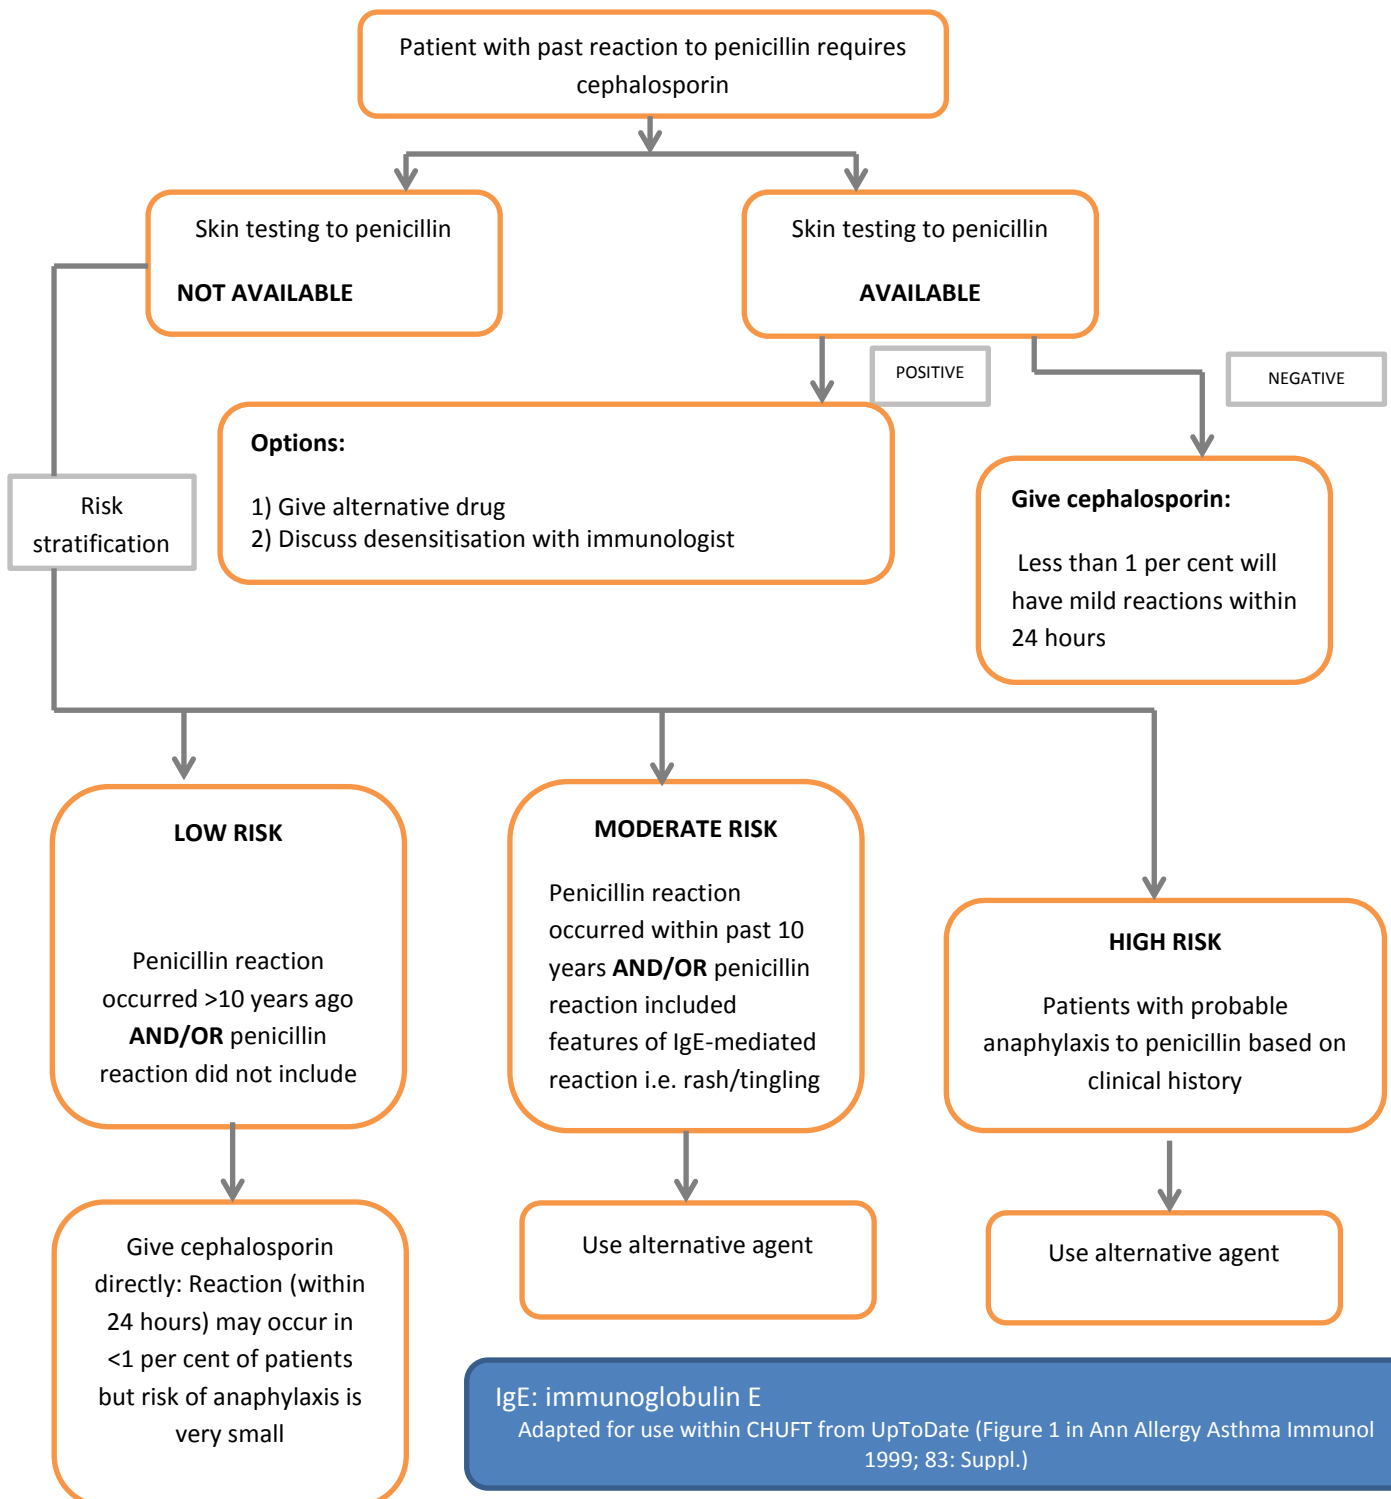 Patient with past reaction to penicillin requires
cephalosporin
Skin testing to penicillin
NOT AVAILABLE
Skin testing to penicillin
AVAILABLE
POSITIVE
NEGATIVE
Options:
1) Give alternative drug
2) Discuss desensitisation with immunologist
Give cephalosporin:
Less than 1 per cent will
have mild reactions within
24 hours
Risk
stratification
LOW RISK
Penicillin reaction
occurred >10 years ago
AND/OR penicillin
reaction did not include
MODERATE RISK
Penicillin reaction
occurred within past 10
years AND/OR penicillin
reaction included
features of IgE-mediated
reaction i.e. rash/tingling
HIGH RISK
Patients with probable
anaphylaxis to penicillin based on
clinical history
Give cephalosporin
directly: Reaction (within
24 hours) may occur in
<1 per cent of patients
but risk of anaphylaxis is
very small
Use alternative agent
Use alternative agent
IgE: immunoglobulin E
Adapted for use within CHUFT from UpToDate (Figure 1 in Ann Allergy Asthma Immunol
1999; 83: Suppl.)